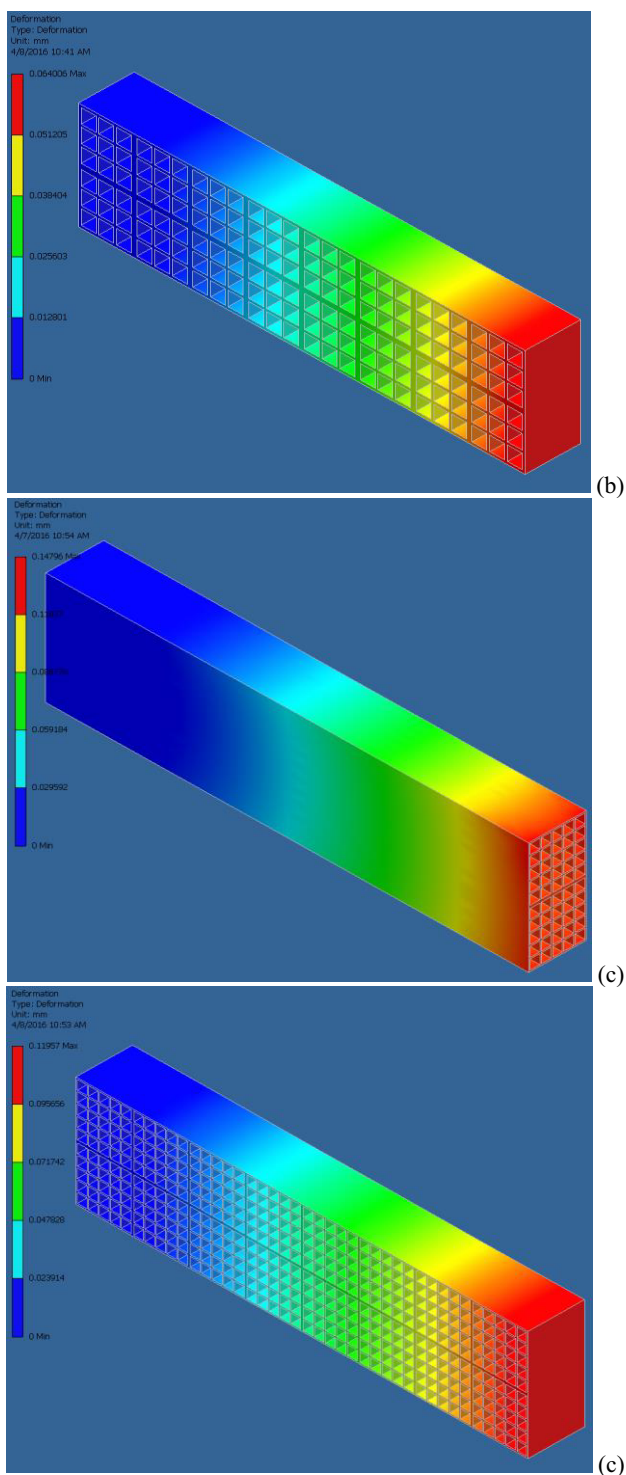 Deformation
Type: Deformation
Unit: mm
4/8/2016 10:41 AM
0.064006 Max
0.051205
0.038404
0.025603
0.012801
0 Min
(b)
Deformation
Type: Deformation
Unit: mm
4/7/2016 10:54 AM
0.14796
0.059184
0.029592
0 Min
(c)
Deformation
Type: Deformation
Unit: mm
4/8/2016 10:53 AM
0.11957 Max
0.095656
0.071742
0.047828
0.023914
0 Min
(c)